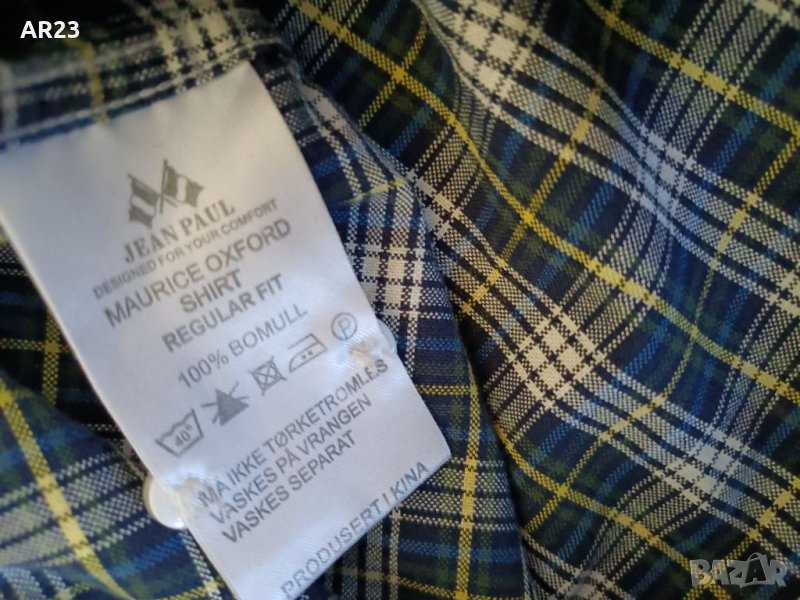 AR23
JEAN PAUL
DESIGNED FOR YOUR COMFORT
MAURICE OXFORD
SHIRT
REGULAR FIT
100% BOMULL
40°
P
MÅ IKKE TØRKETROMLES
VASKES PÅ VRANGEN
VASKES SEPARAT
PRODUSERT I KINA
BAZAR